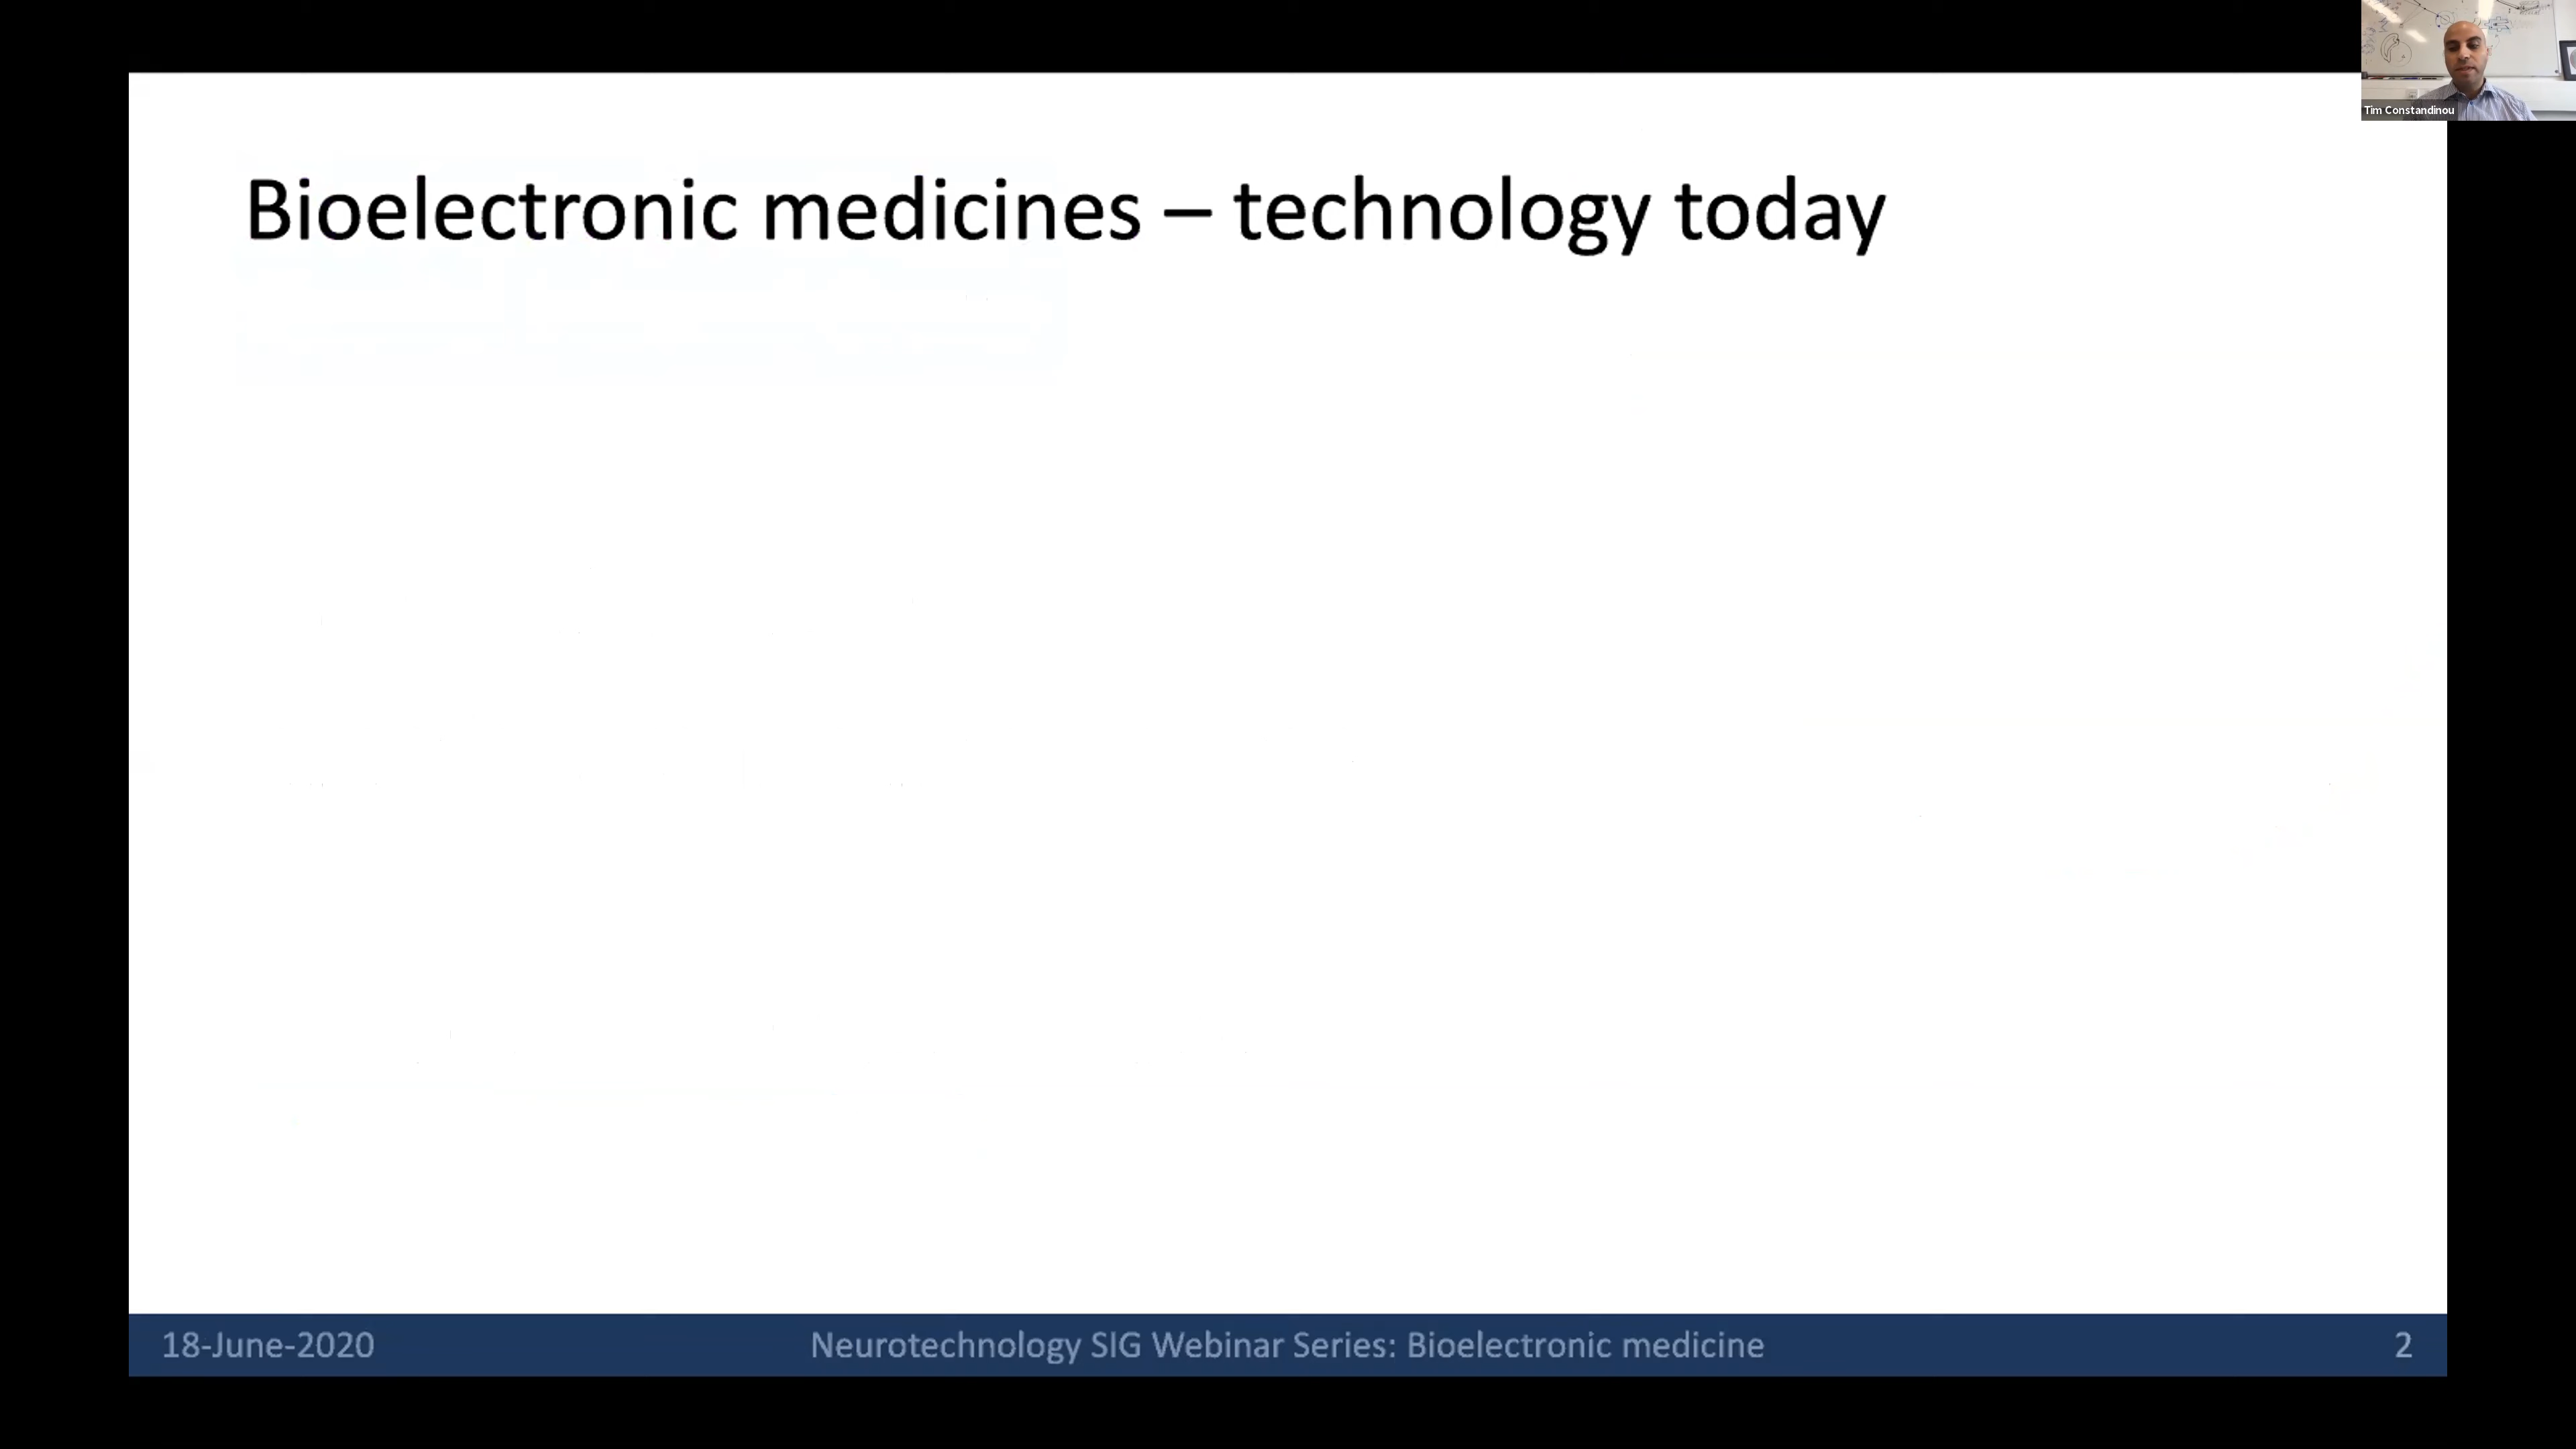 Tim Constandinou
Bioelectronic medicines – technology today
18-June-2020
Neurotechnology SIG Webinar Series: Bioelectronic medicine
2